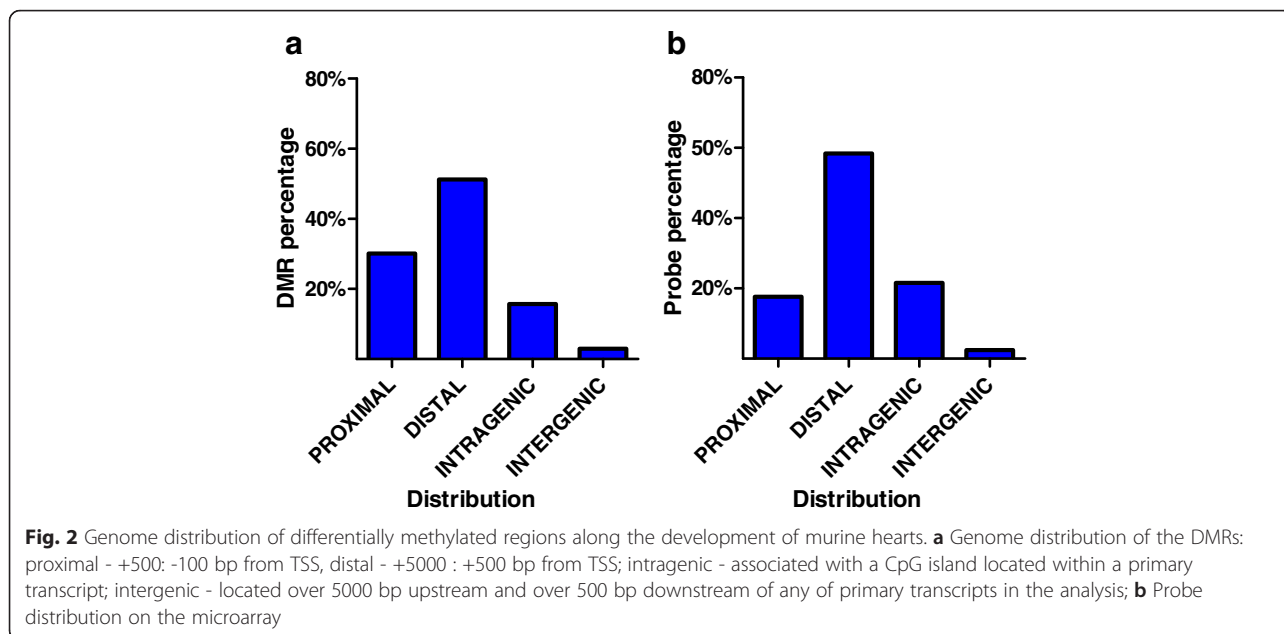 a
80%
60%
40%
20%
DMR percentage
PROXIMAL
DISTAL
INTRAGENIC
INTERGENIC
Distribution
b
80%
50%
40%
20%
Probe percentage
PROXIMAL
DISTAL
INTRAGENIC
INTERGENIC
Distribution
Fig. 2 Genome distribution of differentially methylated regions along the development of murine hearts. a Genome distribution of the DMRs:
proximal - +500: -100 bp from TSS, distal - +5000 : +500 bp from TSS; intragenic - associated with a CpG island located within a primary
transcript; intergenic - located over 5000 bp upstream and over 500 bp downstream of any of primary transcripts in the analysis; b Probe
distribution on the microarray